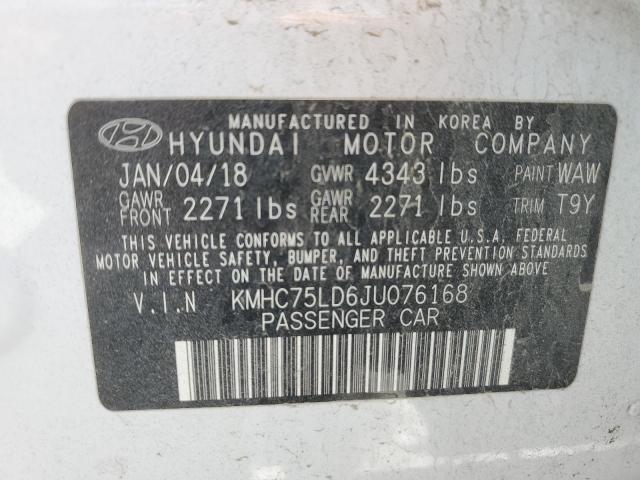 MANUFACTURED IN KOREA BY
HYUNDAI MOTOR COMPANY
JAN/04/18 GVWR 4343 lbs PAINT WAW
GAWR FRONT 2271 lbs GAWR REAR 2271 lbs TRIM T9Y
THIS VEHICLE CONFORMS TO ALL APPLICABLE U.S.A. FEDERAL
MOTOR VEHICLE SAFETY, BUMPER, AND THEFT PREVENTION STANDARDS
IN EFFECT ON THE DATE OF MANUFACTURE SHOWN ABOVE.
V.I.N KMHC75LD6JU076168
PASSENGER CAR